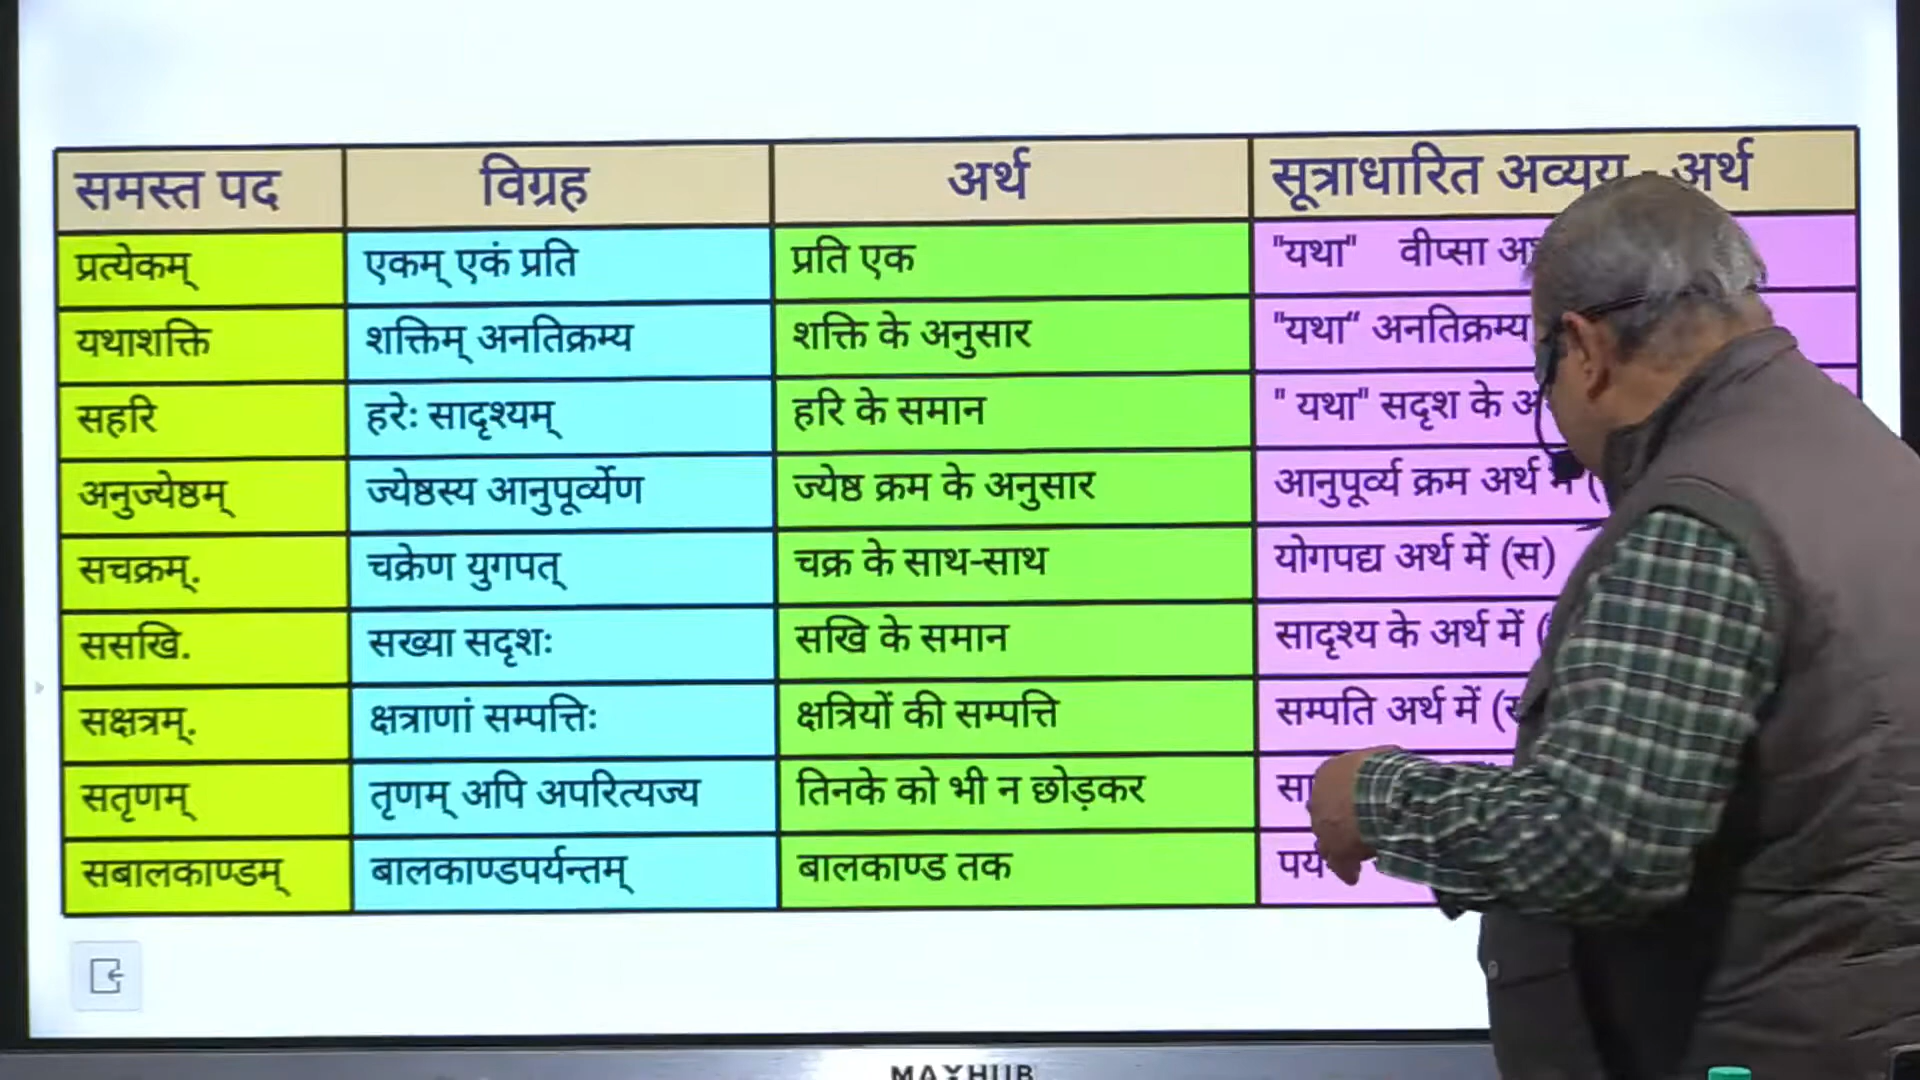 समस्त पद विग्रह अर्थ सूत्राधारित अव्यय - अर्थ
प्रत्येकम् एकम् एकं प्रति प्रति एक "यथा" वीप्सा
यथाशक्ति शक्तिम् अनतिक्रम्य शक्ति के अनुसार "यथा“ अनतिक्रम्य
सहरि हरेः सादृश्यम् हरि के समान " यथा" सदृश के
अनुज्येष्ठम् ज्येष्ठस्य आनुपूर्व्येण ज्येष्ठ क्रम के अनुसार आनुपूर्व्य क्रम अर्थ में (
सचक्रम्. चक्रेण युगपत् चक्र के साथ-साथ योगपद्य अर्थ में (स)
ससखि. सख्या सदृशः सखि के समान सादृश्य के अर्थ में (
सक्षत्रम्. क्षत्राणां सम्पत्तिः क्षत्रियों की सम्पत्ति सम्पति अर्थ में (
सतृणम् तृणम् अपि अपरित्यज्य तिनके को भी न छोड़कर
सबालकाण्डम् बालकाण्डपर्यन्तम् बालकाण्ड तक
MAXHUB